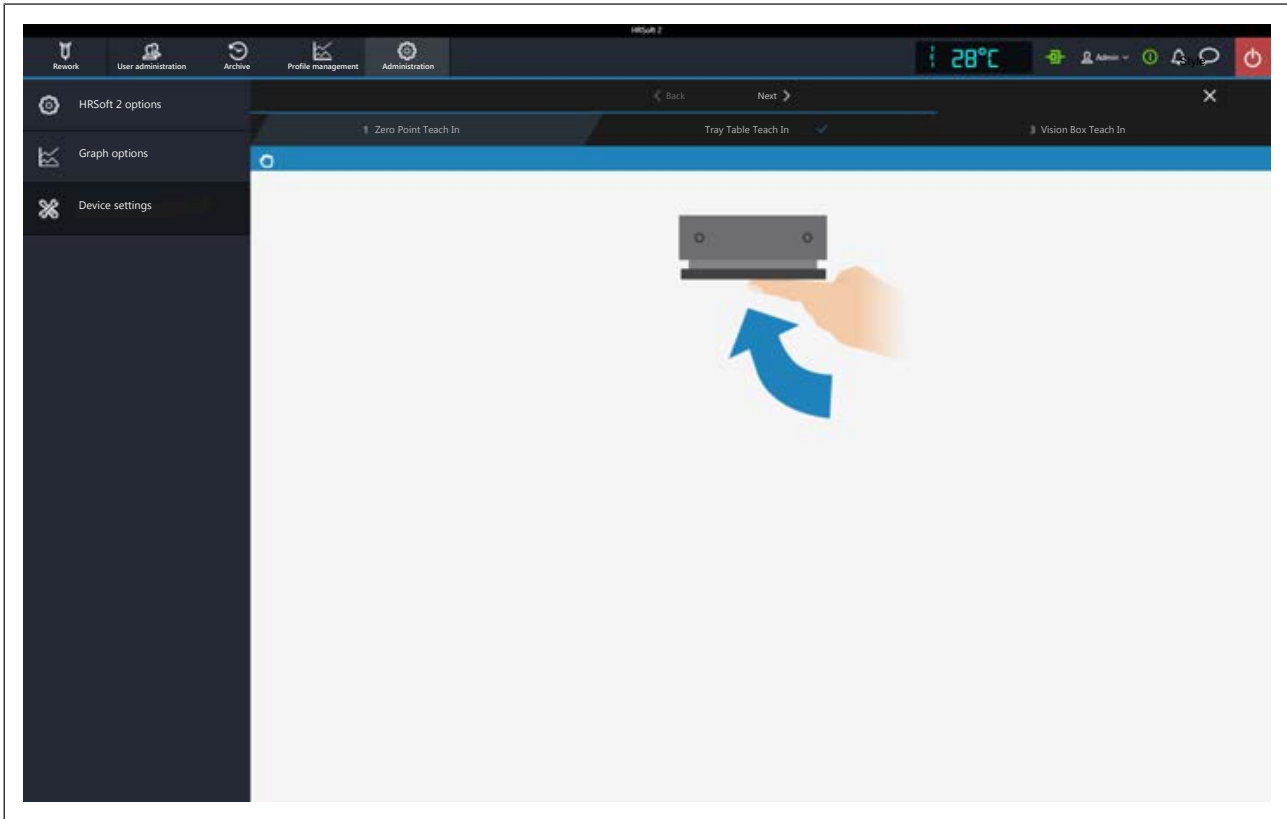 HRSoft 2
Rework User administration Archive Profile management Administration
28°C Admin Style
HRSoft 2 options
Back Next
1 Zero Point Teach In Tray Table Teach In 3 Vision Box Teach In
Graph options
Device settings